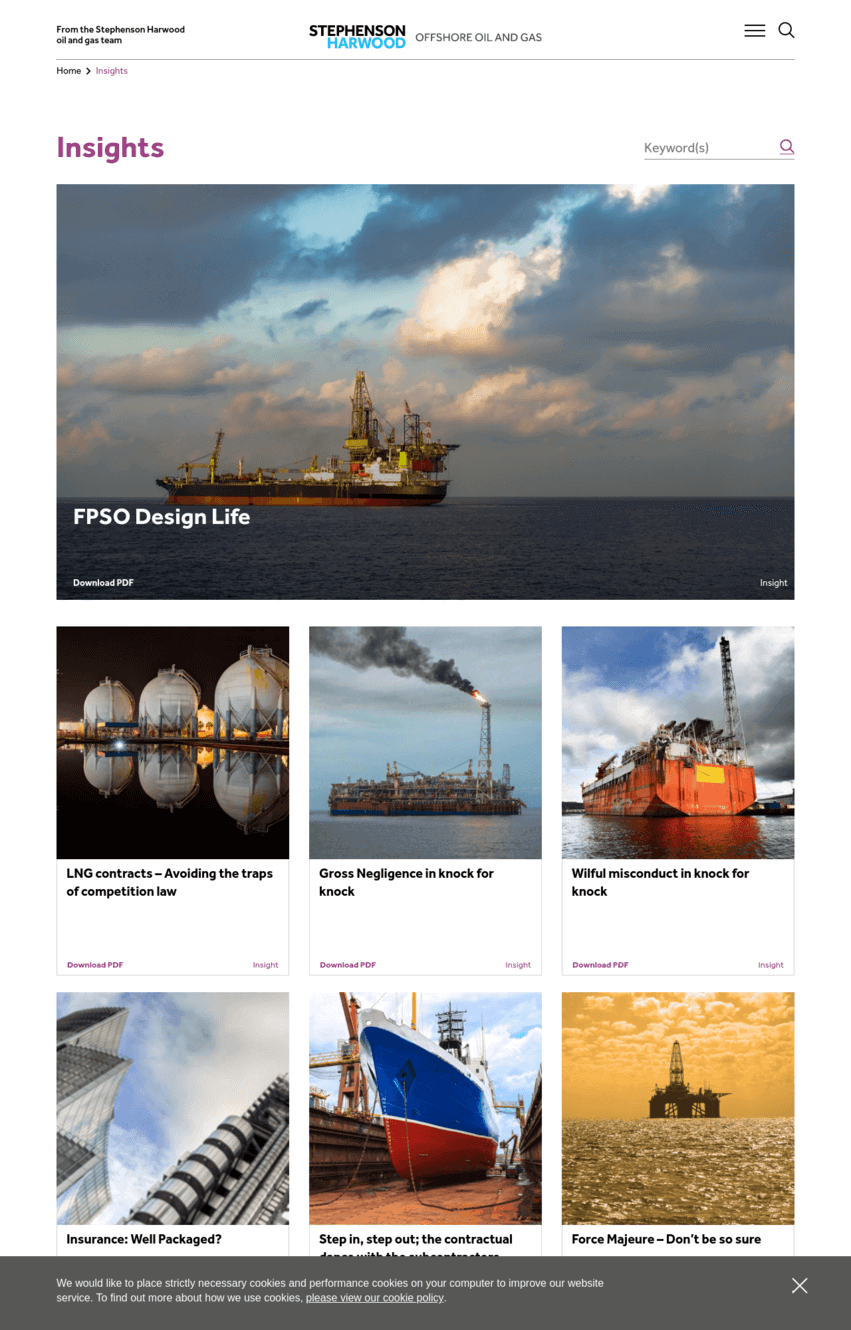 From the Stephenson Harwood
oil and gas team
STEPHENSON
HARWOOD
OFFSHORE OIL AND GAS
Home
Insights
Insights
Keyword(s)
FPSO Design Life
Download PDF
Insight
LNG contracts – Avoiding the traps
of competition law
Download PDF
Insight
Gross Negligence in knock for
knock
Download PDF
Insight
Wilful misconduct in knock for
knock
Download PDF
Insight
Insurance: Well Packaged?
Step in, step out; the contractual
dance with the subcontractors
Force Majeure – Don't be so sure
We would like to place strictly necessary cookies and performance cookies on your computer to improve our website
service. To find out more about how we use cookies, please view our cookie policy.